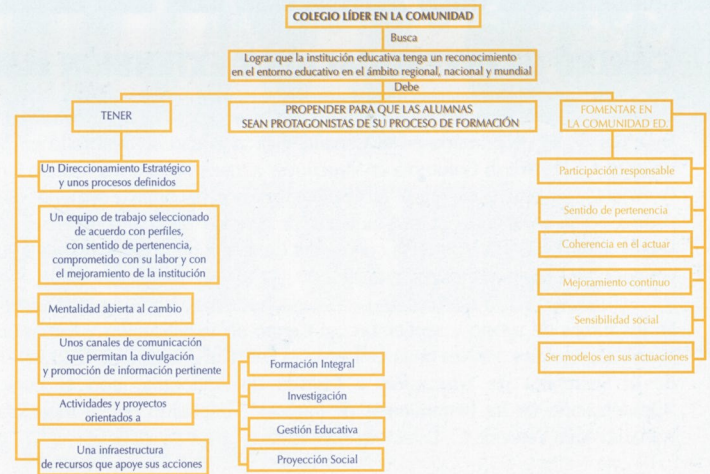 COLEGIO LÍDER EN LA COMUNIDAD
Busca
Lograr que la institución educativa tenga un reconocimiento
en el entorno educativo en el ámbito regional, nacional y mundial
Debe
TENER
PROPENDER PARA QUE LAS ALUMNAS
SEAN PROTAGONISTAS DE SU PROCESO DE FORMACIÓN
FOMENTAR EN
LA COMUNIDAD ED.
Un Direccionamiento Estratégico
y unos procesos definidos
Un equipo de trabajo seleccionado
de acuerdo con perfiles,
con sentido de pertenencia,
comprometido con su labor y con
el mejoramiento de la institución
Mentalidad abierta al cambio
Unos canales de comunicación
que permitan la divulgación
y promoción de información pertinente
Actividades y proyectos
orientados a
Formación Integral
Investigación
Gestión Educativa
Proyección Social
Una infraestructura
de recursos que apoye sus acciones
Participación responsable
Sentido de pertenencia
Coherencia en el actuar
Mejoramiento continuo
Sensibilidad social
Ser modelos en sus actuaciones